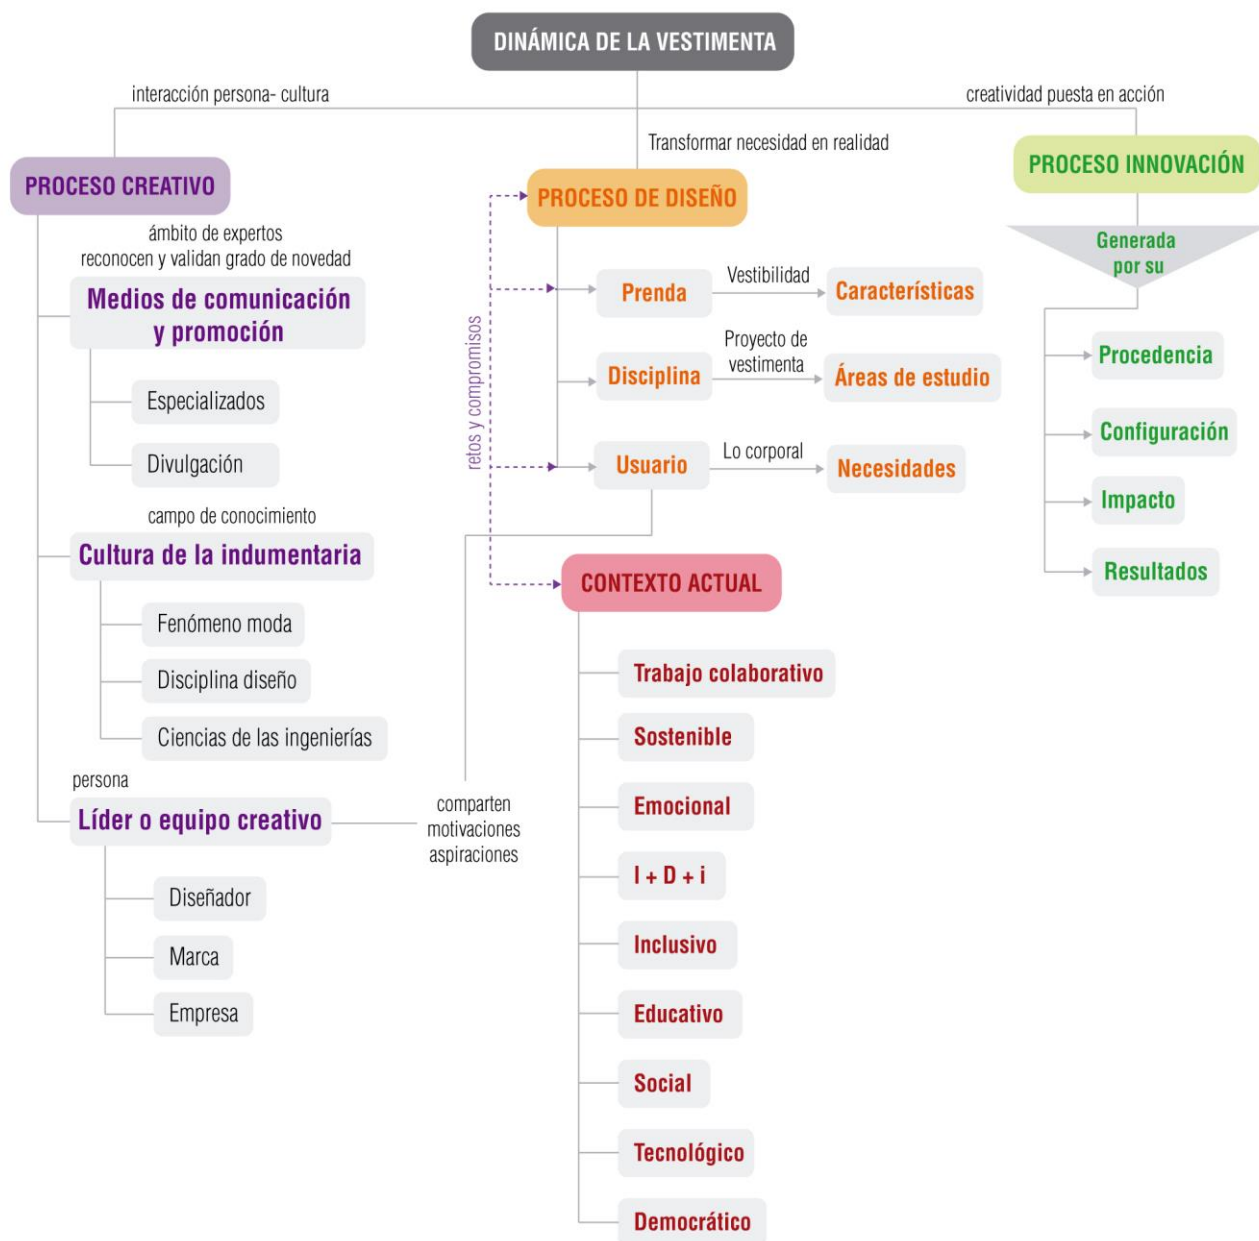 DINÁMICA DE LA VESTIMENTA
interacción persona- cultura
creatividad puesta en acción
Transformar necesidad en realidad
PROCESO CREATIVO
PROCESO DE DISEÑO
PROCESO INNOVACIÓN
ámbito de expertos
reconocen y validan grado de novedad
Medios de comunicación
y promoción
Especializados
Divulgación
campo de conocimiento
Cultura de la indumentaria
Fenómeno moda
Disciplina diseño
Ciencias de las ingenierías
persona
Líder o equipo creativo
Diseñador
Marca
Empresa
comparten
motivaciones
aspiraciones
retos y compromisos
Prenda
Vestibilidad
Características
Disciplina
Proyecto de
vestimenta
Áreas de estudio
Usuario
Lo corporal
Necesidades
CONTEXTO ACTUAL
Trabajo colaborativo
Sostenible
Emocional
I + D + i
Inclusivo
Educativo
Social
Tecnológico
Democrático
Generada
por su
Procedencia
Configuración
Impacto
Resultados